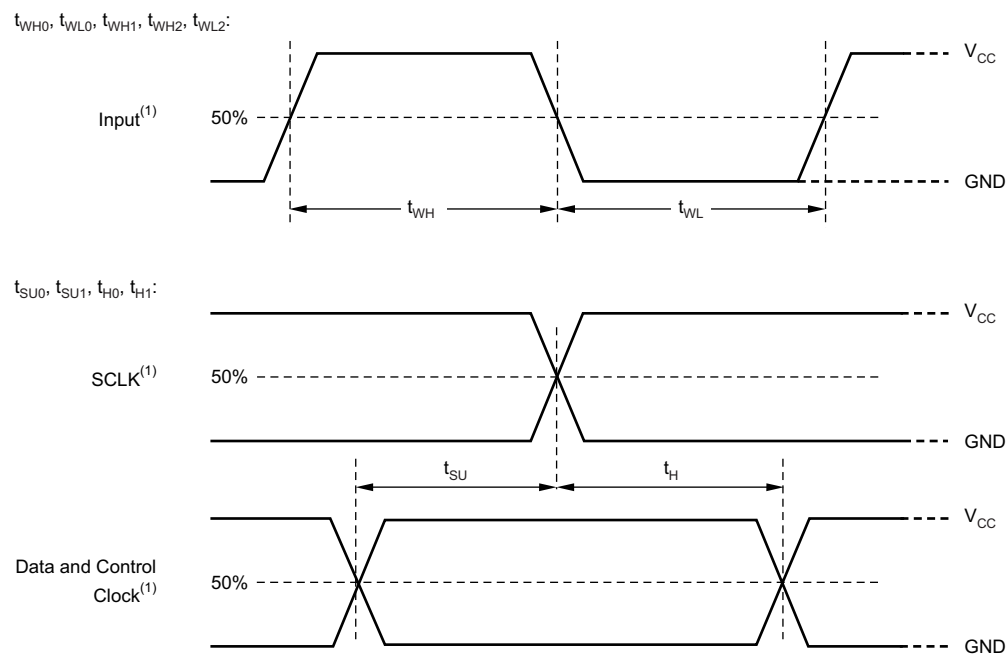 tWH0, tWL0, tWH1, tWH2, tWL2:
VCC
Input(1) 50%
GND
tWH tWL
tSU0, tSU1, tH0, tH1:
VCC
SCLK(1) 50%
GND
tSU tH
VCC
Data and Control
Clock(1) 50%
GND